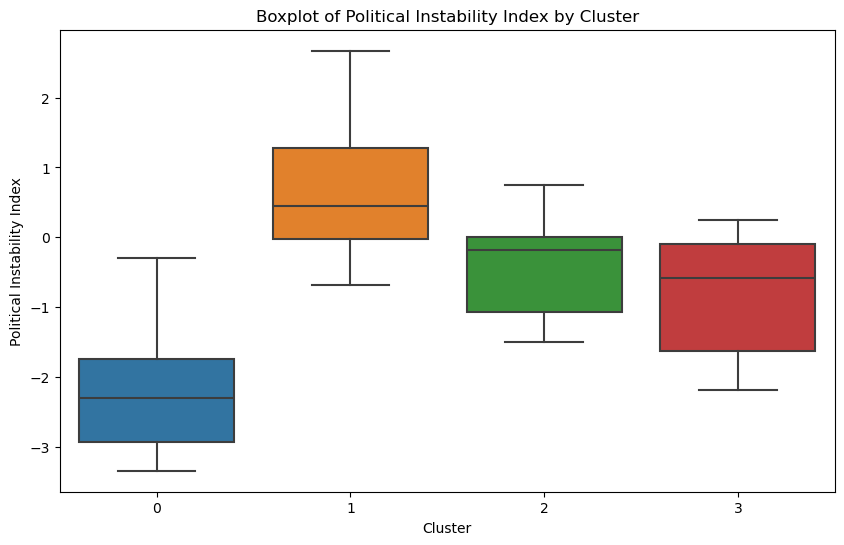 Boxplot of Political Instability Index by Cluster
Political Instability Index
2
1
0
−1
−2
−3
0 1 2 3
Cluster